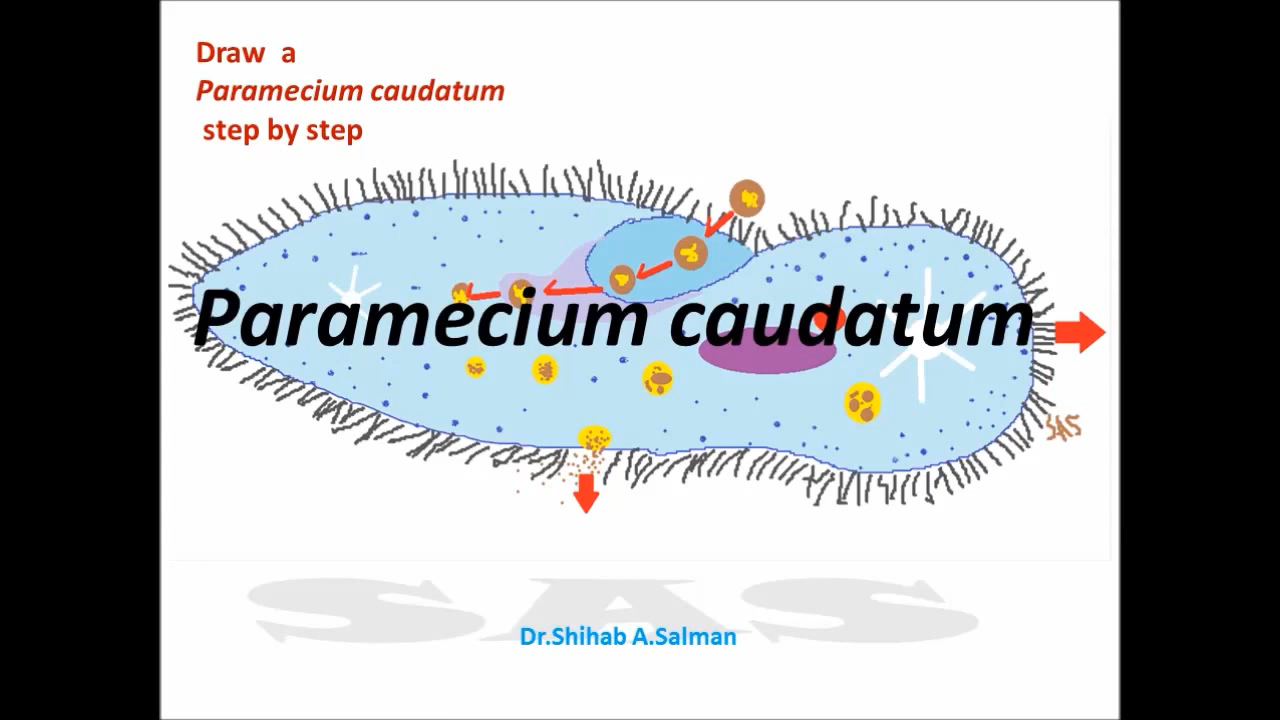 Draw a
Paramecium caudatum
step by step
Paramecium caudatum
SAS
SAS
Dr.Shihab A.Salman